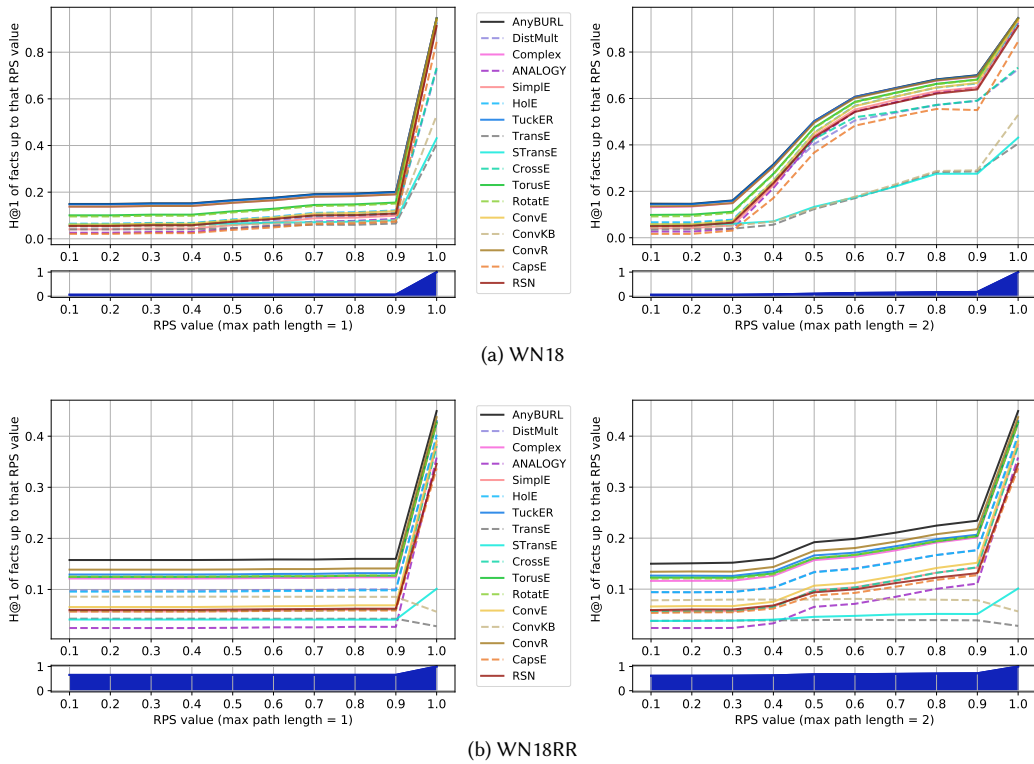 H@1 of facts up to that RPS value
0.8
0.6
0.4
0.2
0.0
1
0
0.1 0.2 0.3 0.4 0.5 0.6 0.7 0.8 0.9 1.0
RPS value (max path length = 1)
AnyBURL
DistMult
Complex
ANALOGY
SimplE
HolE
TuckER
TransE
STransE
CrossE
TorusE
RotatE
ConvE
ConvKB
ConvR
CapsE
RSN
H@1 of facts up to that RPS value
0.8
0.6
0.4
0.2
0.0
1
0
0.1 0.2 0.3 0.4 0.5 0.6 0.7 0.8 0.9 1.0
RPS value (max path length = 2)
(a) WN18
H@1 of facts up to that RPS value
0.4
0.3
0.2
0.1
1
0
0.1 0.2 0.3 0.4 0.5 0.6 0.7 0.8 0.9 1.0
RPS value (max path length = 1)
AnyBURL
DistMult
Complex
ANALOGY
SimplE
HolE
TuckER
TransE
STransE
CrossE
TorusE
RotatE
ConvE
ConvKB
ConvR
CapsE
RSN
H@1 of facts up to that RPS value
0.4
0.3
0.2
0.1
1
0
0.1 0.2 0.3 0.4 0.5 0.6 0.7 0.8 0.9 1.0
RPS value (max path length = 2)
(b) WN18RR